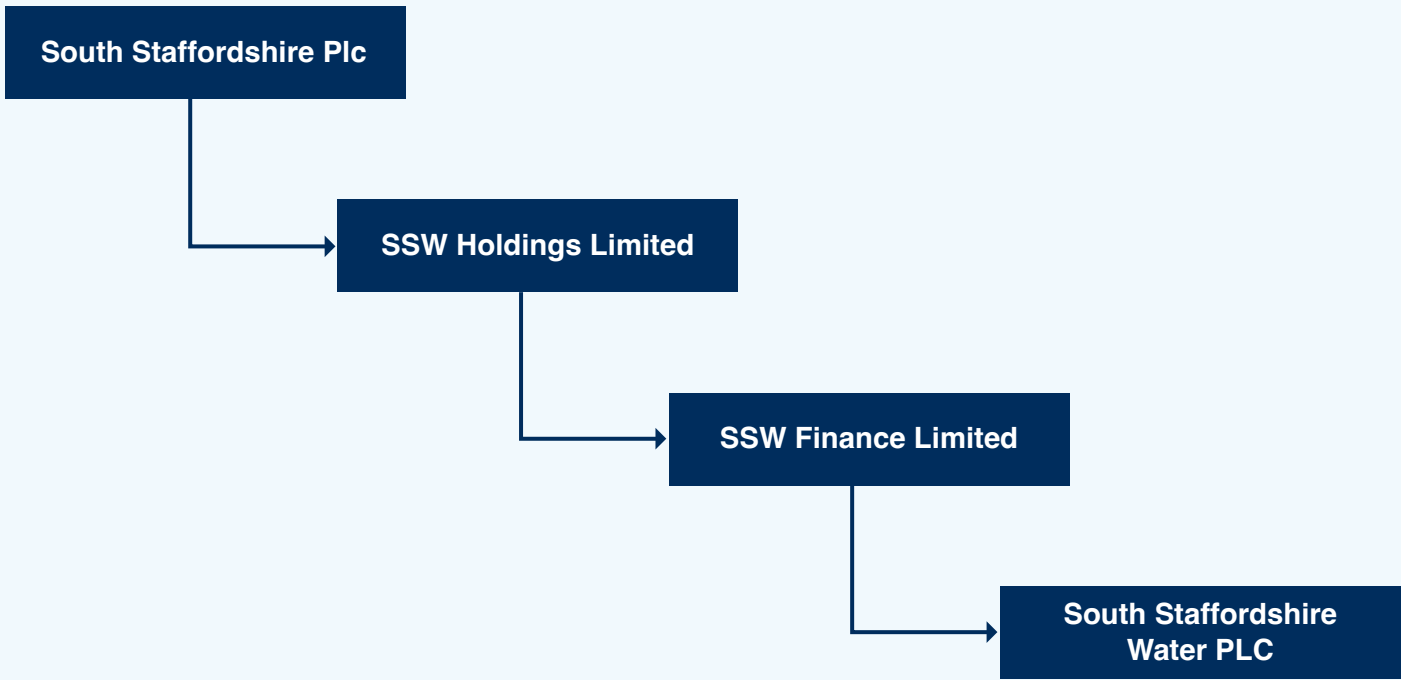 South Staffordshire Plc
SSW Holdings Limited
SSW Finance Limited
South Staffordshire
Water PLC